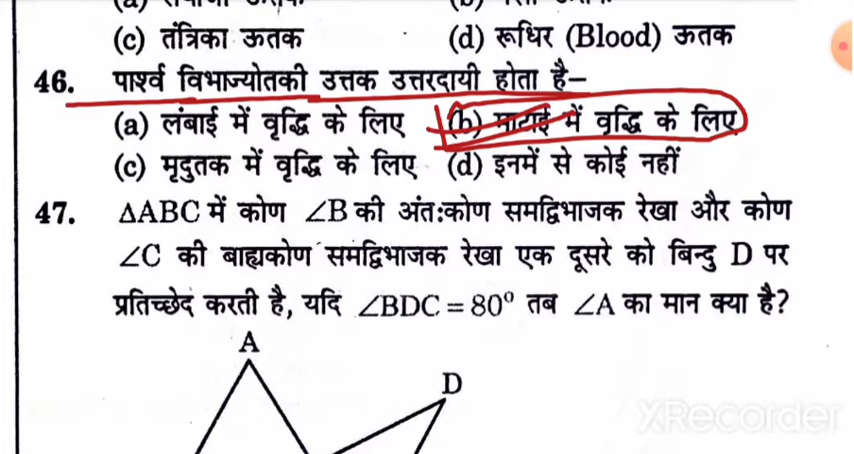 (c) तंत्रिका ऊतक (d) रूधिर (Blood) ऊतक
46. पार्श्व विभाज्योतकी उत्तक उत्तरदायी होता है–
(a) लंबाई में वृद्धि के लिए (b) मोटाई में वृद्धि के लिए
(c) मृदुतक में वृद्धि के लिए (d) इनमें से कोई नहीं
47. ΔABC में कोण ∠B की अंतःकोण समद्विभाजक रेखा और कोण
∠C की बाह्यकोण समद्विभाजक रेखा एक दूसरे को बिन्दु D पर
प्रतिच्छेद करती है, यदि ∠BDC = 80° तब ∠A का मान क्या है?
A
D
XRecorder